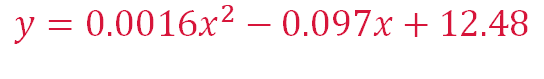 y = 0.0016x² − 0.097x + 12.48